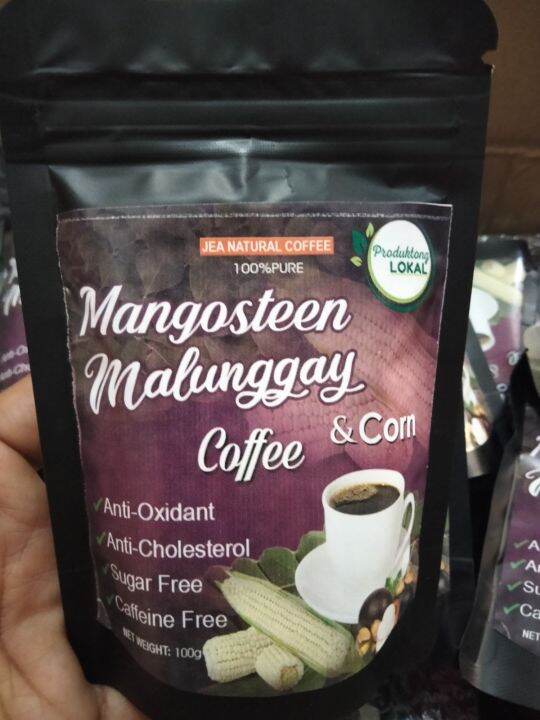 JEA NATURAL COFFEE
100%PURE
Produktong
LOKAL
Mangosteen
Malunggay
Coffee & Corn
✓Anti-Oxidant
✓Anti-Cholesterol
✓Sugar Free
✓Caffeine Free
NET WEIGHT: 100g